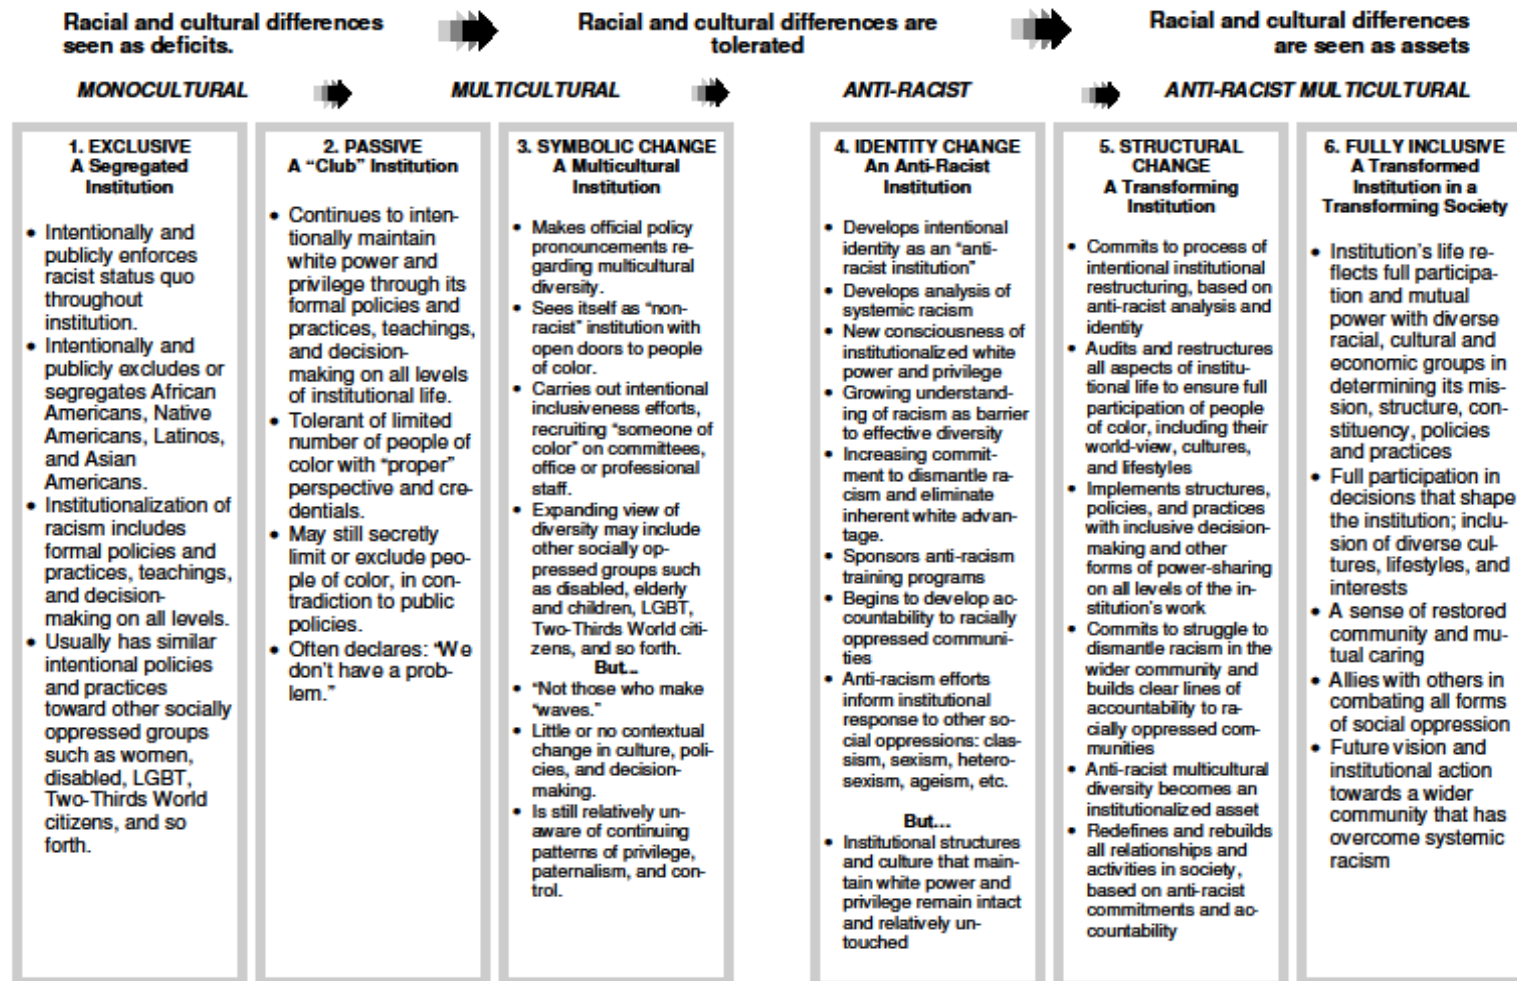 Racial and cultural differences
seen as deficits.
Racial and cultural differences are
tolerated
Racial and cultural differences
are seen as assets
MONOCULTURAL
MULTICULTURAL
ANTI-RACIST
ANTI-RACIST MULTICULTURAL
1. EXCLUSIVE
A Segregated
Institution
• Intentionally and
publicly enforces
racist status quo
throughout
institution.
• Intentionally and
publicly excludes or
segregates African
Americans, Native
Americans, Latinos,
and Asian
Americans.
• Institutionalization of
racism includes
formal policies and
practices, teachings,
and decision-
making on all levels.
• Usually has similar
intentional policies
and practices
toward other socially
oppressed groups
such as women,
disabled, LGBT,
Two-Thirds World
citizens, and so
forth.
2. PASSIVE
A “Club” Institution
• Continues to inten-
tionally maintain
white power and
privilege through its
formal policies and
practices, teachings,
and decision-
making on all levels
of institutional life.
• Tolerant of limited
number of people of
color with “proper”
perspective and cre-
dentials.
• May still secretly
limit or exclude peo-
ple of color, in con-
tradiction to public
policies.
• Often declares: “We
don’t have a prob-
lem.”
3. SYMBOLIC CHANGE
A Multicultural
Institution
• Makes official policy
pronouncements re-
garding multicultural
diversity.
• Sees itself as “non-
racist” institution with
open doors to people
of color.
• Carries out intentional
inclusiveness efforts,
recruiting “someone of
color” on committees,
office or professional
staff.
• Expanding view of
diversity may include
other socially op-
pressed groups such
as disabled, elderly
and children, LGBT,
Two-Thirds World citi-
zens, and so forth.
But...
• “Not those who make
“waves.”
• Little or no contextual
change in culture, poli-
cies, and decision-
making.
• Is still relatively un-
aware of continuing
patterns of privilege,
paternalism, and con-
trol.
4. IDENTITY CHANGE
An Anti-Racist
Institution
• Develops intentional
identity as an “anti-
racist institution”
• Develops analysis of
systemic racism
• New consciousness of
institutionalized white
power and privilege
• Growing understand-
ing of racism as barrier
to effective diversity
• Increasing commit-
ment to dismantle ra-
cism and eliminate
inherent white advan-
tage.
• Sponsors anti-racism
training programs
• Begins to develop ac-
countability to racially
oppressed communi-
ties
• Anti-racism efforts
inform institutional
response to other so-
cial oppressions: clas-
sism, sexism, hetero-
sexism, ageism, etc.
But...
• Institutional structures
and culture that main-
tain white power and
privilege remain intact
and relatively un-
touched
5. STRUCTURAL
CHANGE
A Transforming
Institution
• Commits to process of
intentional institutional
restructuring, based on
anti-racist analysis and
identity
• Audits and restructures
all aspects of institu-
tional life to ensure full
participation of people
of color, including their
world-view, cultures,
and lifestyles
• Implements structures,
policies, and practices
with inclusive decision-
making and other
forms of power-sharing
on all levels of the in-
stitution’s work
• Commits to struggle to
dismantle racism in the
wider community and
builds clear lines of
accountability to ra-
cially oppressed com-
munities
• Anti-racist multicultural
diversity becomes an
institutionalized asset
• Redefines and rebuilds
all relationships and
activities in society,
based on anti-racist
commitments and ac-
countability
6. FULLY INCLUSIVE
A Transformed
Institution in a
Transforming Society
• Institution’s life re-
flects full participa-
tion and mutual
power with diverse
racial, cultural and
economic groups in
determining its mis-
sion, structure, con-
stituency, policies
and practices
• Full participation in
decisions that shape
the institution; inclu-
sion of diverse cul-
tures, lifestyles, and
interests
• A sense of restored
community and mu-
tual caring
• Allies with others in
combating all forms
of social oppression
• Future vision and
institutional action
towards a wider
community that has
overcome systemic
racism